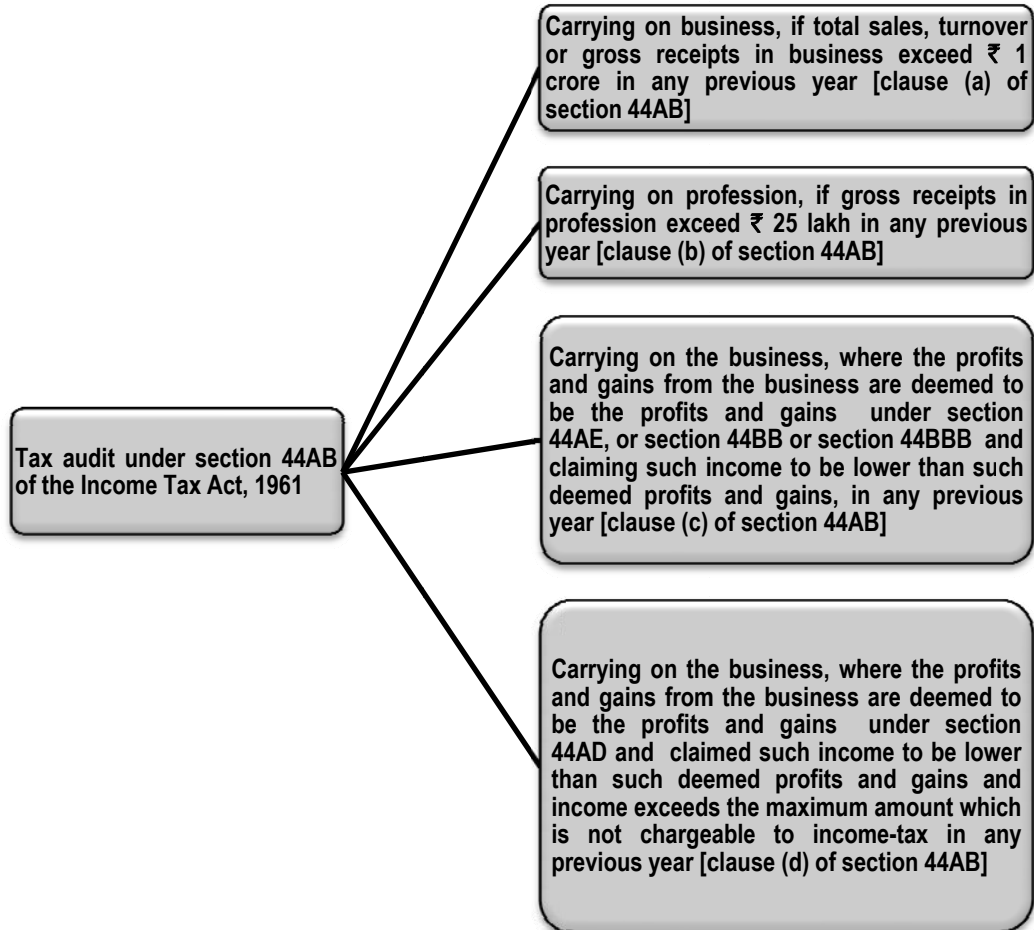 Carrying on business, if total sales, turnover
or gross receipts in business exceed ₹ 1
crore in any previous year [clause (a) of
section 44AB]
Carrying on profession, if gross receipts in
profession exceed ₹ 25 lakh in any previous
year [clause (b) of section 44AB]
Carrying on the business, where the profits
and gains from the business are deemed to
be the profits and gains under section
44AE, or section 44BB or section 44BBB and
claiming such income to be lower than such
deemed profits and gains, in any previous
year [clause (c) of section 44AB]
Tax audit under section 44AB
of the Income Tax Act, 1961
Carrying on the business, where the profits
and gains from the business are deemed to
be the profits and gains under section
44AD and claimed such income to be lower
than such deemed profits and gains and
income exceeds the maximum amount which
is not chargeable to income-tax in any
previous year [clause (d) of section 44AB]